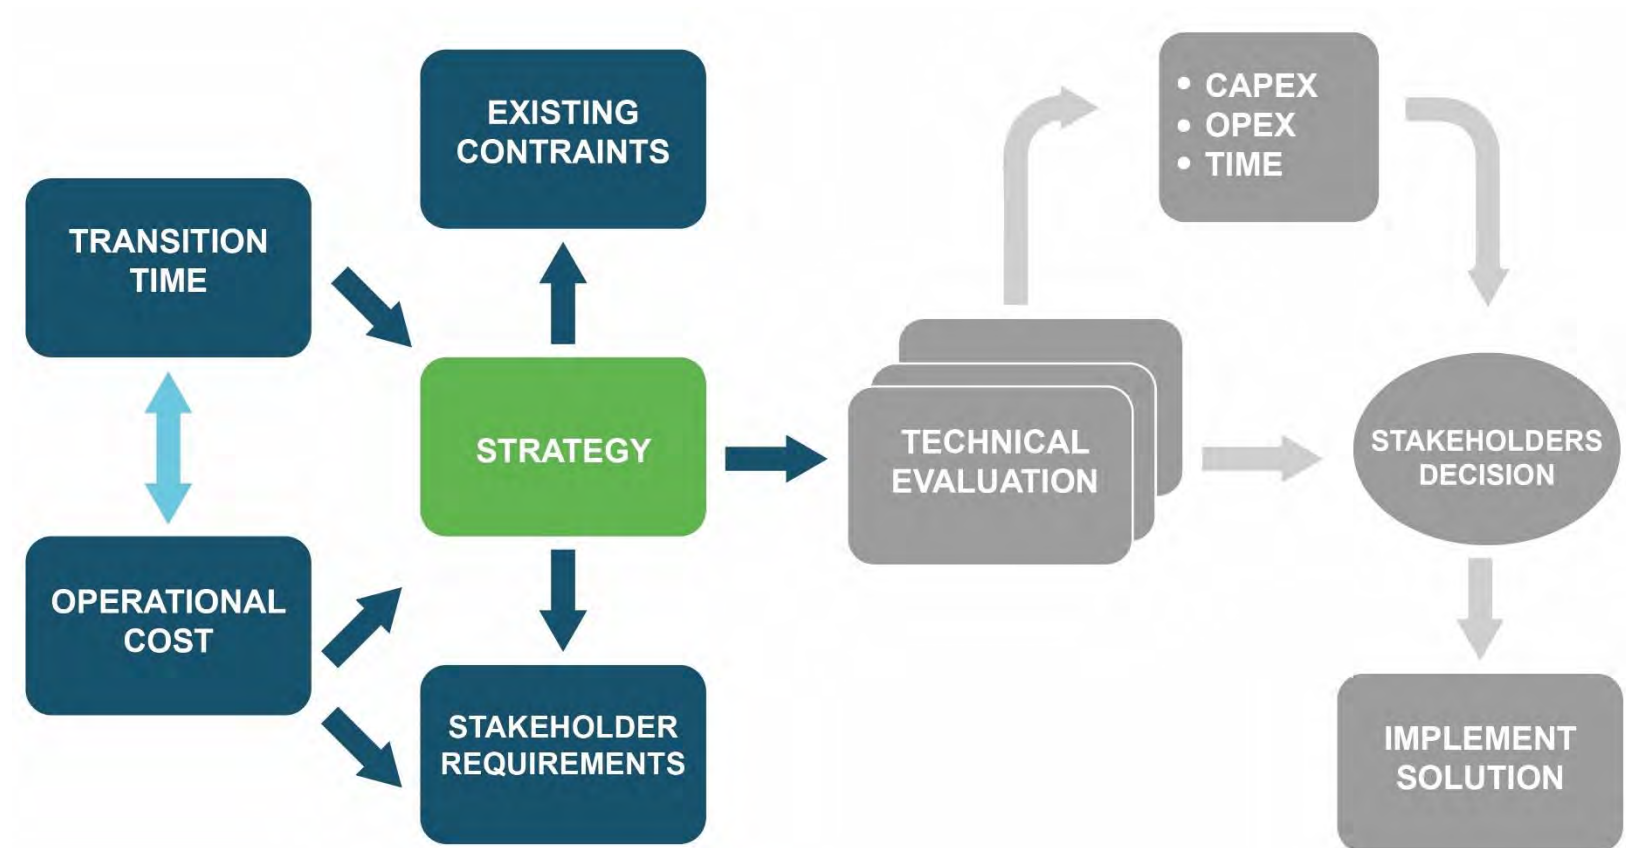 EXISTING
CONTRAINTS
TRANSITION
TIME
STRATEGY
OPERATIONAL
COST
STAKEHOLDER
REQUIREMENTS
TECHNICAL
EVALUATION
• CAPEX
• OPEX
• TIME
STAKEHOLDERS
DECISION
IMPLEMENT
SOLUTION